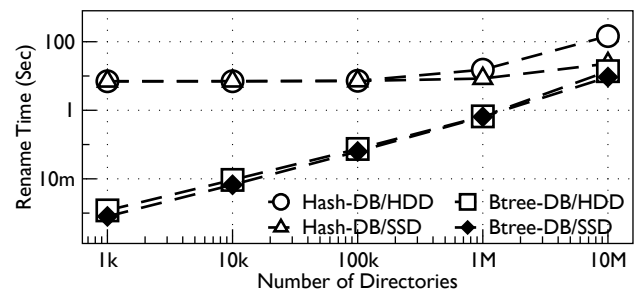 Rename Time (Sec)
100
1
10m
Hash-DB/HDD
Btree-DB/HDD
Hash-DB/SSD
Btree-DB/SSD
1k
10k
100k
1M
10M
Number of Directories